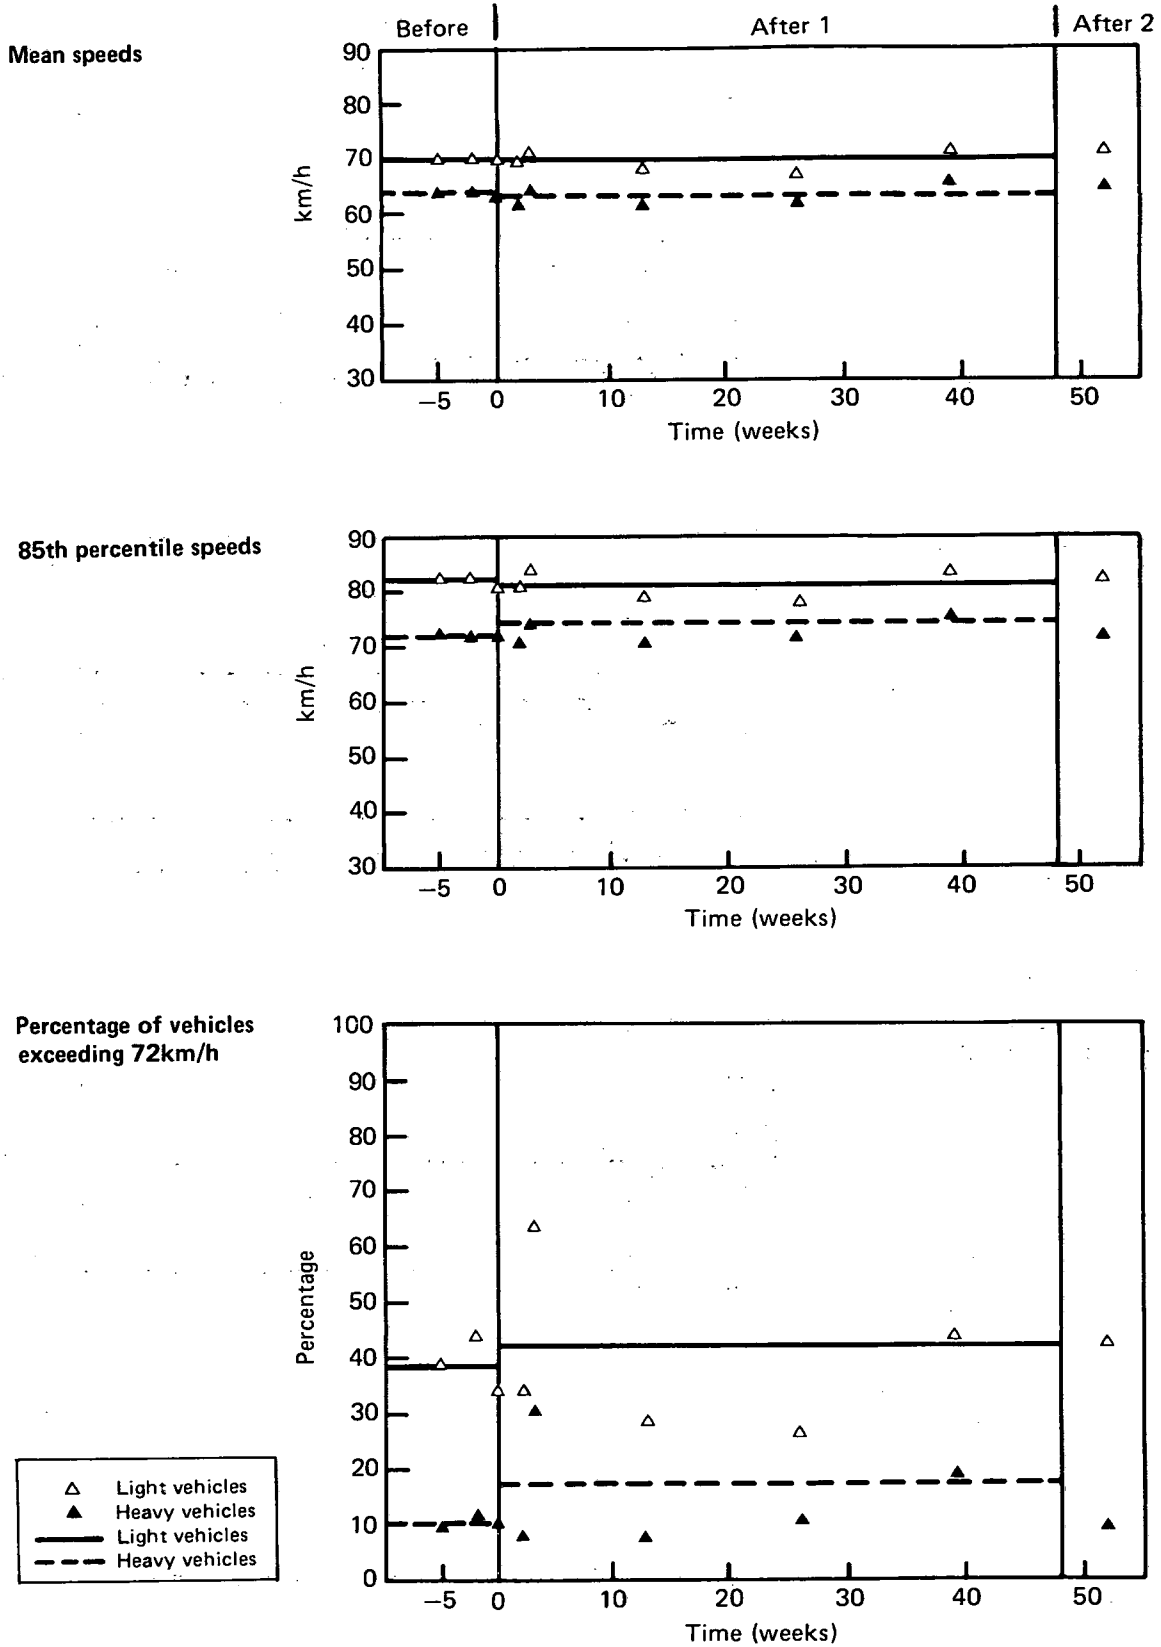 Before
After 1
After 2
Mean speeds
90
80
70
60
50
40
30
km/h
−5 0 10 20 30 40 50
Time (weeks)
85th percentile speeds
90
80
70
60
50
40
30
km/h
−5 0 10 20 30 40 50
Time (weeks)
Percentage of vehicles
exceeding 72km/h
100
90
80
70
60
50
40
30
20
10
0
Percentage
−5 0 10 20 30 40 50
Time (weeks)
Light vehicles
Heavy vehicles
Light vehicles
Heavy vehicles